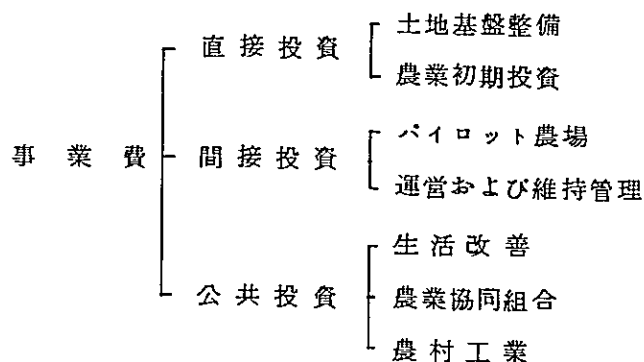 土地基盤整備
直接投資
農業初期投資
パイロット農場
事業費 間接投資
運営および維持管理
生活改善
公共投資 農業協同組合
農村工業